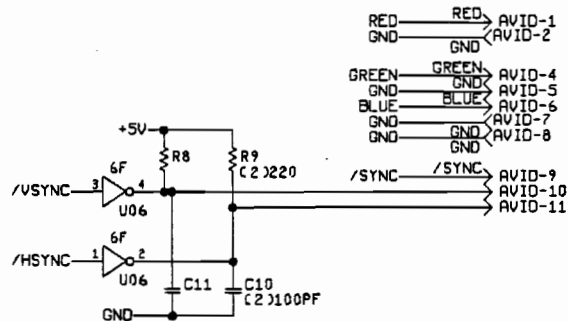 RED RED AVID-1
GND AVID-2
GND
GREEN GREEN AVID-4
GND GND AVID-5
BLUE BLUE AVID-6
GND AVID-7
GND GND AVID-8
GND
+5V
R8 R9
(2)220
/SYNC /SYNC AVID-9
6F
/VSYNC 3 4 AVID-10
U06
AVID-11
6F
/HSYNC 1 2
U06
C11 C10
(2)100PF
GND